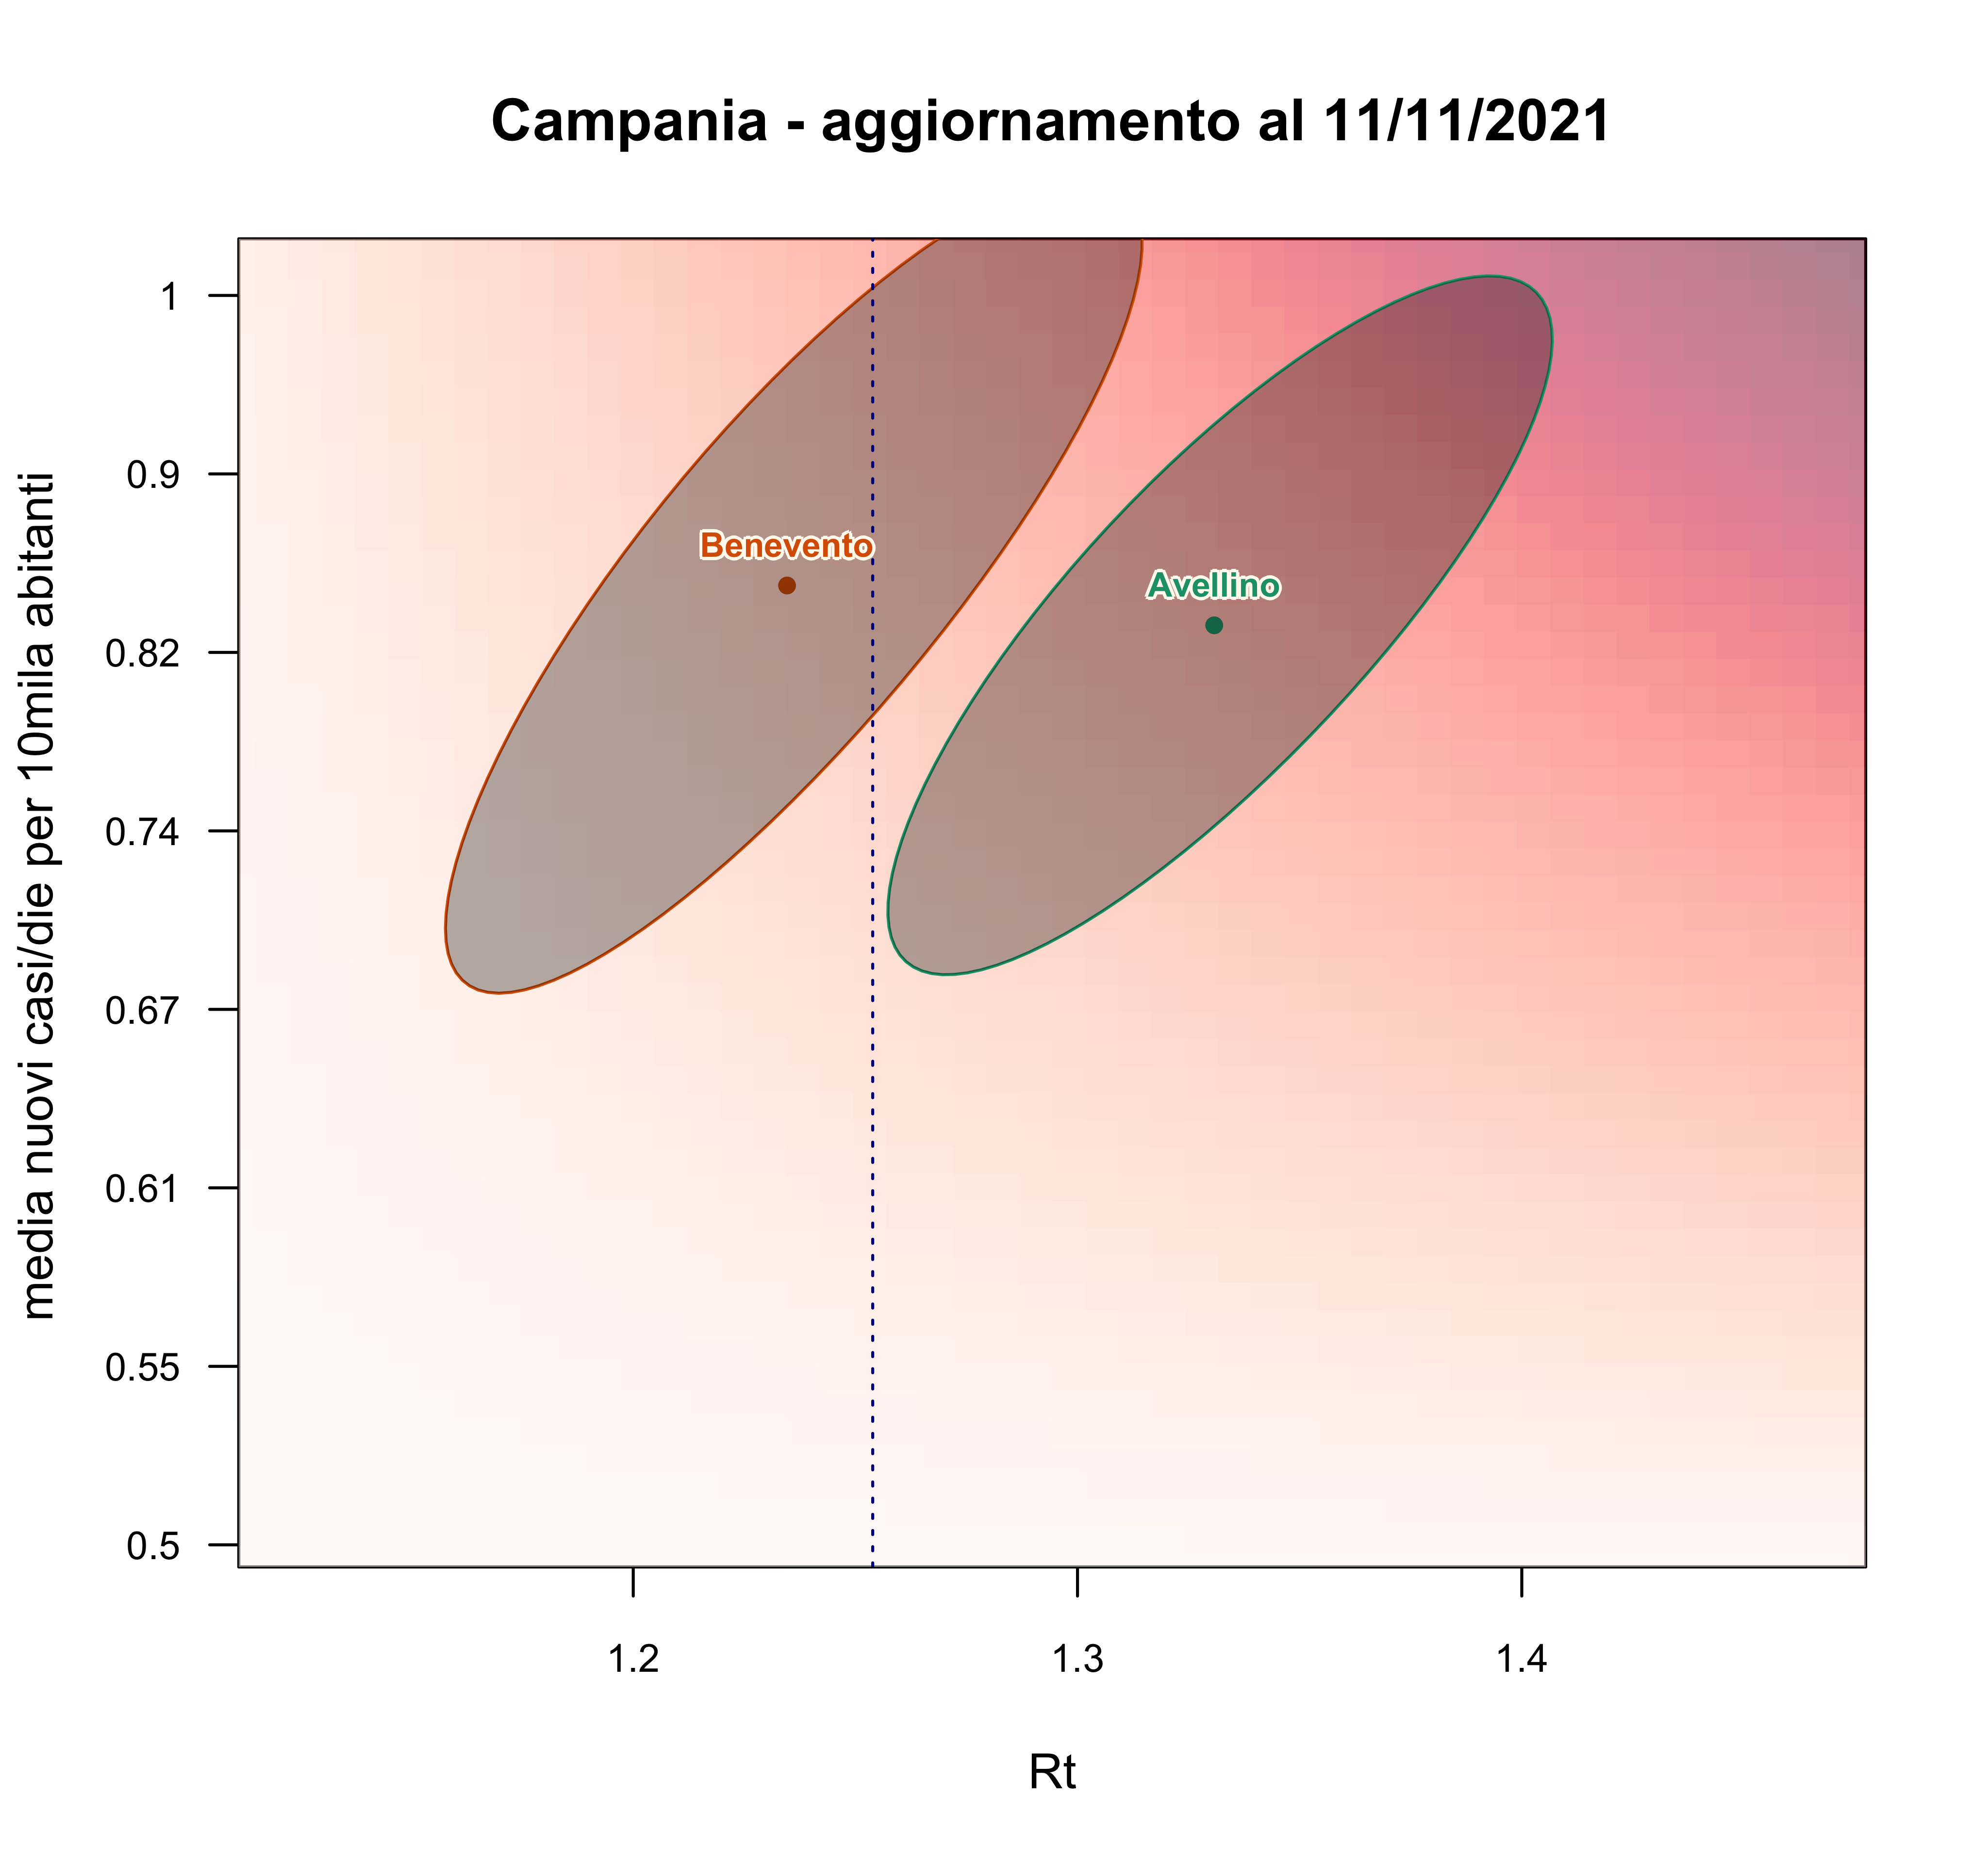 Campania - aggiornamento al 11/11/2021
media nuovi casi/die per 10mila abitanti
1
0.9
0.82
0.74
0.67
0.61
0.55
0.5
Benevento
Avellino
1.2
1.3
1.4
Rt